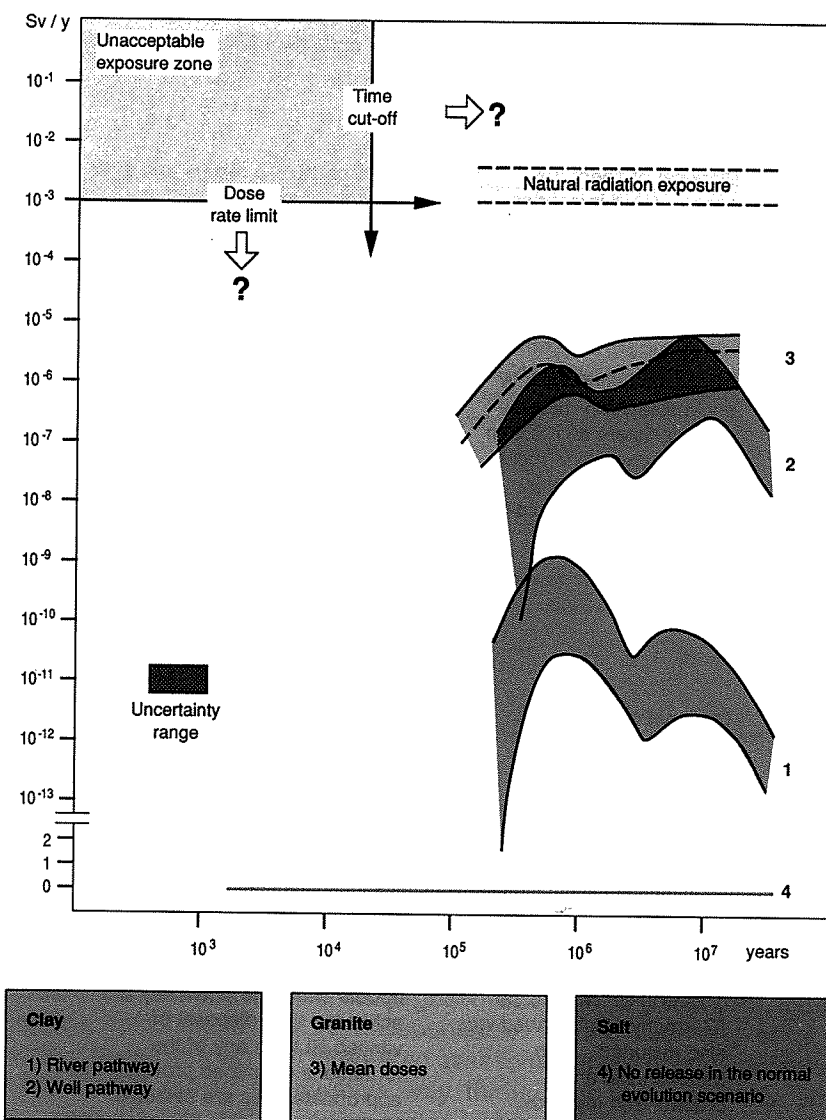 Sv / y
Unacceptable
exposure zone
10⁻¹
Time
cut-off
?
10⁻²
Natural radiation exposure
10⁻³
Dose
rate limit
10⁻⁴
?
10⁻⁵
3
10⁻⁶
10⁻⁷
2
10⁻⁸
10⁻⁹
10⁻¹⁰
10⁻¹¹
Uncertainty
range
10⁻¹²
1
10⁻¹³
2
1
0
4
10³
10⁴
10⁵
10⁶
10⁷
years
Clay
1) River pathway
2) Well pathway
Granite
3) Mean doses
Salt
4) No release in the normal
evolution scenario